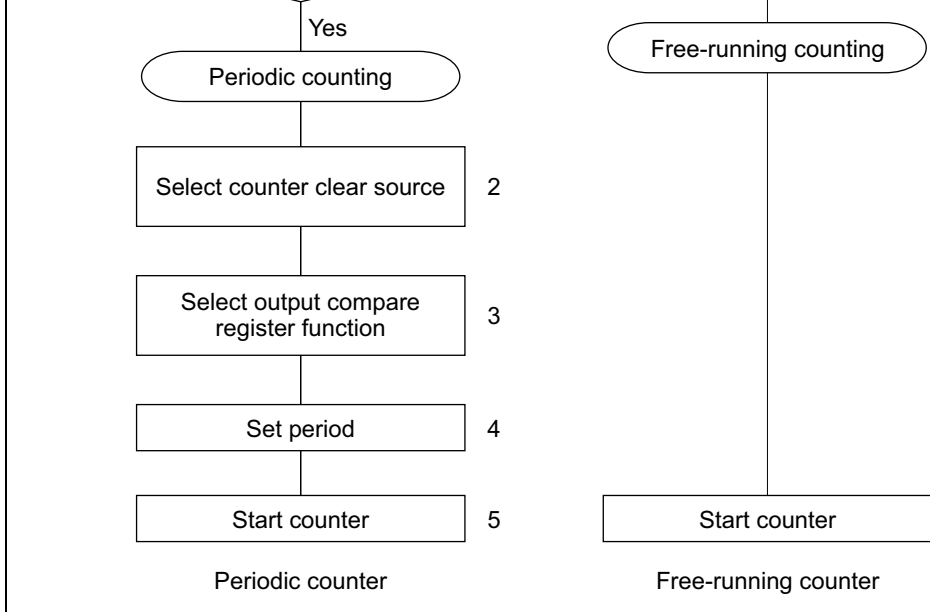 Yes
Periodic counting
Select counter clear source
2
Select output compare
register function
3
Set period
4
Start counter
5
Periodic counter
Free-running counting
Start counter
Free-running counter